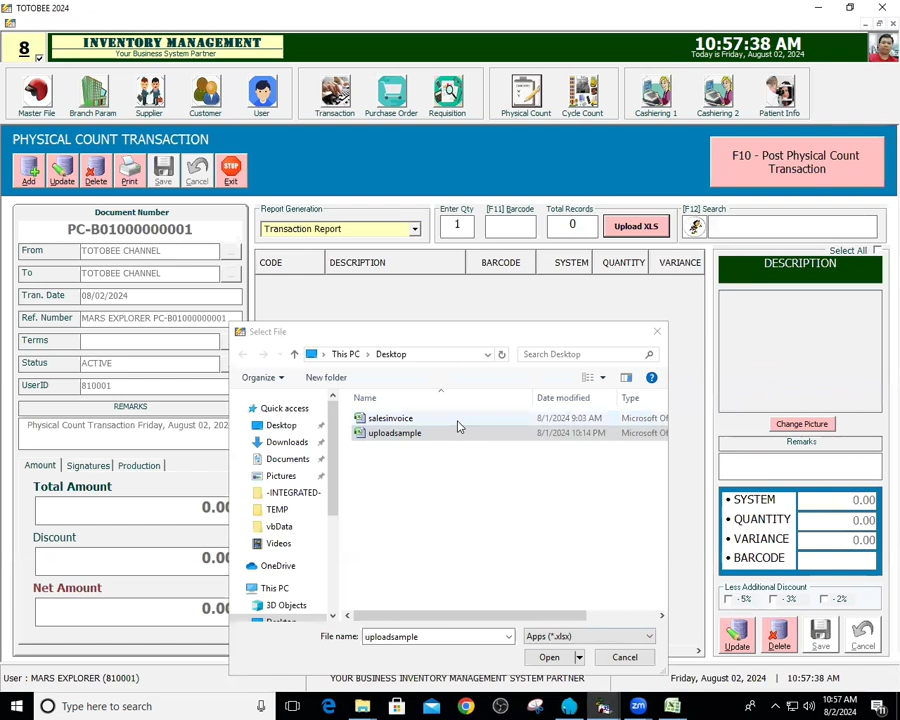 TOTOBEE 2024
8
INVENTORY MANAGEMENT
Your Business System Partner
10:57:38 AM
Today is Friday, August 02, 2024
Master File
Branch Param
Supplier
Customer
User
Transaction
Purchase Order
Requisition
Physical Count
Cycle Count
Cashiering 1
Cashiering 2
Patient Info
PHYSICAL COUNT TRANSACTION
F10 - Post Physical Count
Transaction
Add
Update
Delete
Print
Save
Cancel
STOP
Exit
Document Number
PC-B01000000001
From
TOTOBEE CHANNEL
...
To
TOTOBEE CHANNEL
...
Tran. Date
08/02/2024
Ref. Number
MARS EXPLORER PC-B01000000001
Terms
Status
ACTIVE
UserID
810001
REMARKS
Physical Count Transaction Friday, August 02, 2024
Amount
Signatures
Production
Total Amount
0.00
Discount
0.00
Net Amount
0.00
Report Generation
Transaction Report
Enter Qty
1
[F11] Barcode
Total Records
0
Upload XLS
[F12] Search
CODE
DESCRIPTION
BARCODE
SYSTEM
QUANTITY
VARIANCE
Select All
DESCRIPTION
Change Picture
Remarks
• SYSTEM
0.00
• QUANTITY
0.00
• VARIANCE
0.00
• BARCODE
Less Additional Discount
- 5%
- 3%
- 2%
Update
Delete
Save
Cancel
Select File
This PC
Desktop
Search Desktop
Organize
New folder
Name
Date modified
Type
Quick access
Desktop
Downloads
Documents
Pictures
-INTEGRATED-
TEMP
vbData
Videos
OneDrive
This PC
3D Objects
Desktop
salesinvoice
8/1/2024 9:03 AM
Microsoft Of
uploadsample
8/1/2024 10:14 PM
Microsoft Of
File name:
uploadsample
Apps (*.xlsx)
Open
Cancel
User : MARS EXPLORER (810001)
YOUR BUSINESS INVENTORY MANAGEMENT SYSTEM PARTNER
Friday, August 02, 2024 - 10:57:38 AM
Type here to search
10:57 AM
8/2/2024